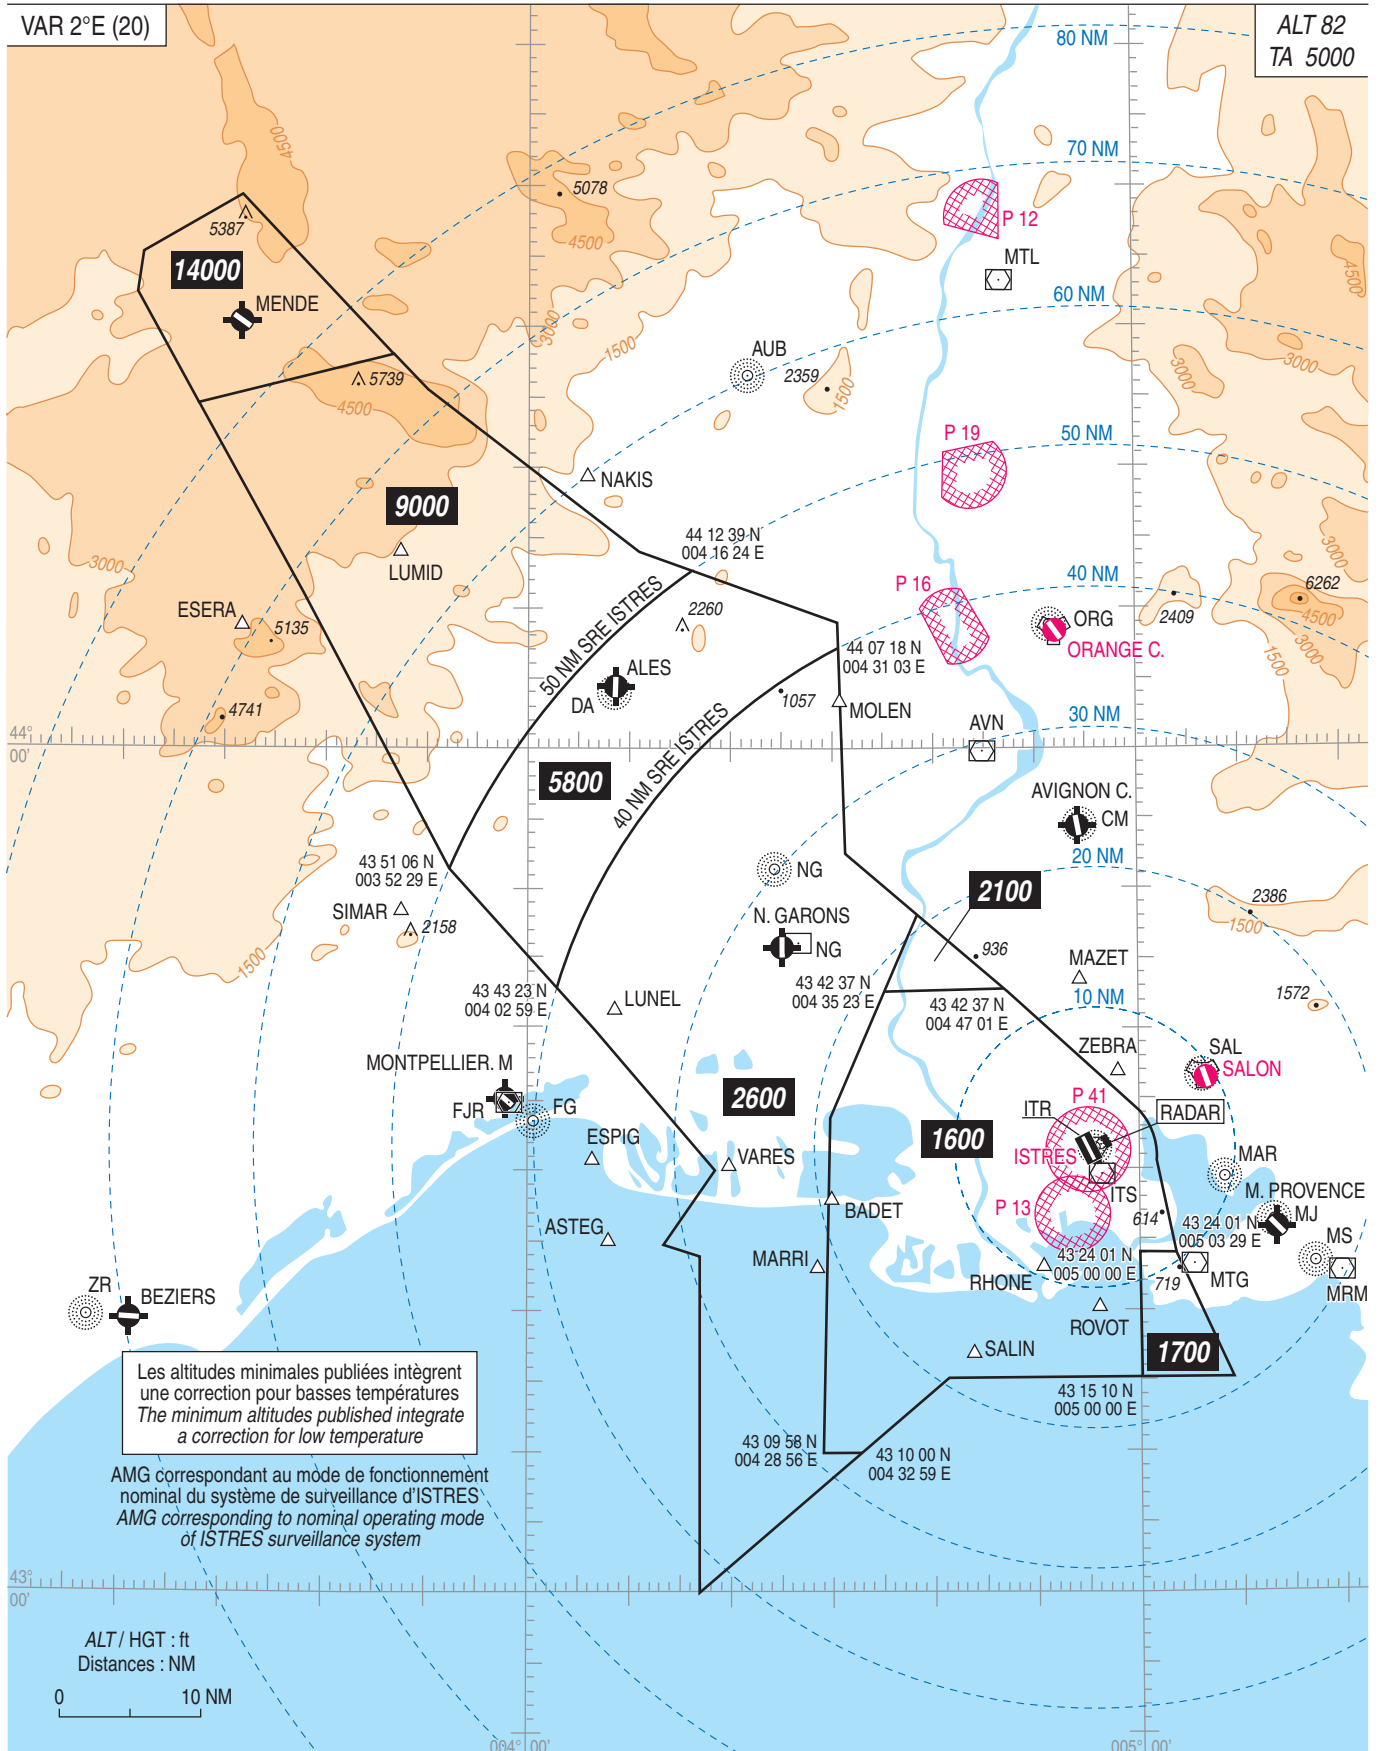 VAR 2°E (20)
80 NM
ALT 82
TA 5000
4500
70 NM
5078
5387
P 12
4500
14000
MTL
4500
MENDE
60 NM
3000
1500
AUB
3000
3000
5739
2359
1500
4500
P 19
50 NM
NAKIS
9000
44 12 39 N
004 16 24 E
3000
LUMID
3000
40 NM
P 16
6262
ESERA
2260
ORG
2409
4500
5135
50 NM SRE ISTRES
44 07 18 N
004 31 03 E
ORANGE C.
3000
1500
ALES
DA
1057
MOLEN
4741
AVN
30 NM
44°
00'
40 NM SRE ISTRES
5800
AVIGNON C.
CM
43 51 06 N
003 52 29 E
NG
20 NM
2100
2386
SIMAR
2158
N. GARONS
1500
NG
936
1500
MAZET
43 43 23 N
004 02 59 E
LUNEL
43 42 37 N
004 35 23 E
43 42 37 N
004 47 01 E
10 NM
1572
ZEBRA
SAL
SALON
MONTPELLIER. M
2600
P 41
FJR
FG
ITR
RADAR
1600
ESPIG
ISTRES
VARES
MAR
ITS
M. PROVENCE
BADET
P 13
MJ
614
43 24 01 N
005 03 29 E
ASTEG
MS
MARRI
43 24 01 N
005 00 00 E
RHONE
719
MTG
ZR
BEZIERS
MRM
ROVOT
SALIN
1700
Les altitudes minimales publiées intègrent
une correction pour basses températures
The minimum altitudes published integrate
a correction for low temperature
43 15 10 N
005 00 00 E
43 09 58 N
004 28 56 E
43 10 00 N
004 32 59 E
AMG correspondant au mode de fonctionnement
nominal du système de surveillance d'ISTRES
AMG corresponding to nominal operating mode
of ISTRES surveillance system
43°
00'
ALT / HGT : ft
Distances : NM
0 10 NM
004° 00'
005° 00'